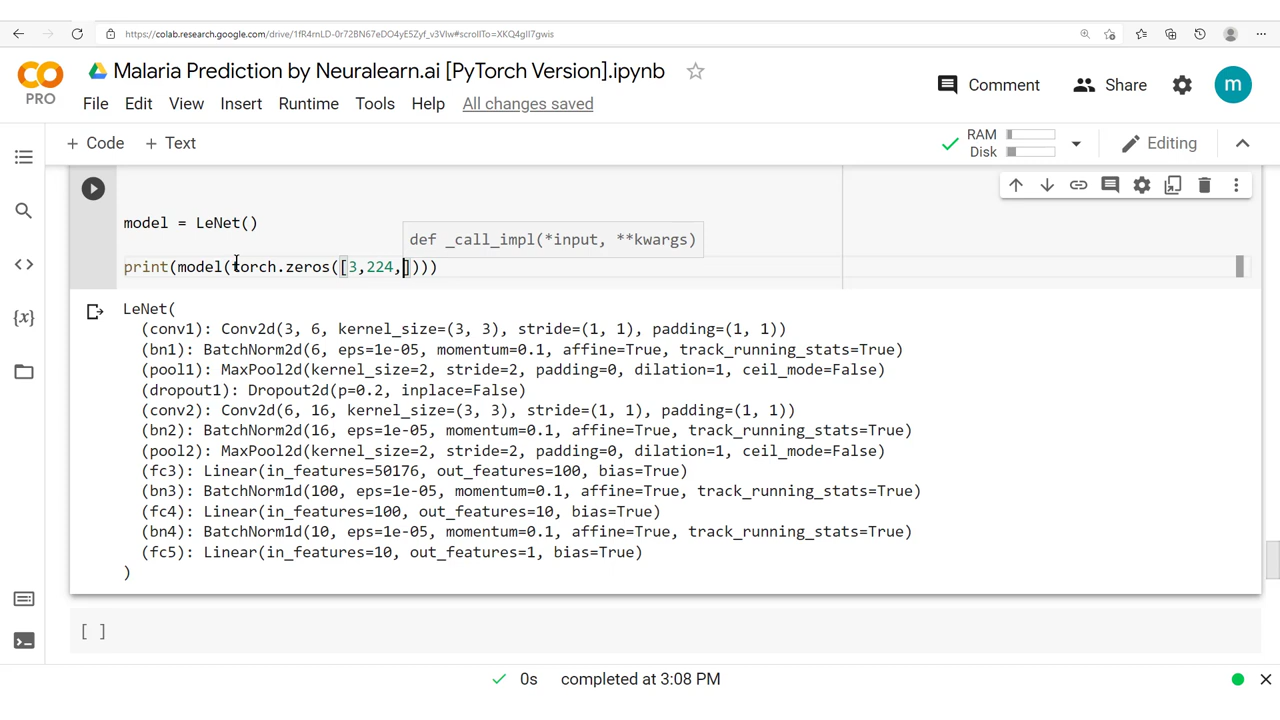 https://colab.research.google.com/drive/1fR4rnLD-0r72BN67eDO4yE5Zyf_v3VIw#scrollTo=XKQ4gII7gwis
CO
PRO
Malaria Prediction by Neuralearn.ai [PyTorch Version].ipynb
File Edit View Insert Runtime Tools Help All changes saved
Comment
Share
m
+ Code + Text
RAM
Disk
Editing
model = LeNet()
def _call_impl(*input, **kwargs)
print(model(torch.zeros([3,224,])))
LeNet(
(conv1): Conv2d(3, 6, kernel_size=(3, 3), stride=(1, 1), padding=(1, 1))
(bn1): BatchNorm2d(6, eps=1e-05, momentum=0.1, affine=True, track_running_stats=True)
(pool1): MaxPool2d(kernel_size=2, stride=2, padding=0, dilation=1, ceil_mode=False)
(dropout1): Dropout2d(p=0.2, inplace=False)
(conv2): Conv2d(6, 16, kernel_size=(3, 3), stride=(1, 1), padding=(1, 1))
(bn2): BatchNorm2d(16, eps=1e-05, momentum=0.1, affine=True, track_running_stats=True)
(pool2): MaxPool2d(kernel_size=2, stride=2, padding=0, dilation=1, ceil_mode=False)
(fc3): Linear(in_features=50176, out_features=100, bias=True)
(bn3): BatchNorm1d(100, eps=1e-05, momentum=0.1, affine=True, track_running_stats=True)
(fc4): Linear(in_features=100, out_features=10, bias=True)
(bn4): BatchNorm1d(10, eps=1e-05, momentum=0.1, affine=True, track_running_stats=True)
(fc5): Linear(in_features=10, out_features=1, bias=True)
)
[ ]
0s completed at 3:08 PM